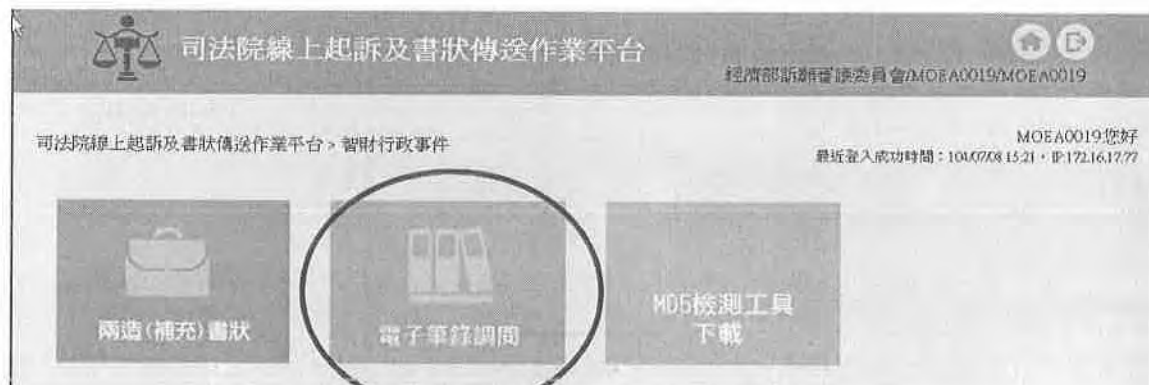 司法院線上起訴及書狀傳送作業平台
經濟部訴願審議委員會/MOEA0019/MOEA0019
司法院線上起訴及書狀傳送作業平台 > 智財行政事件
MOEA0019您好
最近登入成功時間：104/07/08 15:21，IP:172.16.17.77
兩造(補充)書狀
電子筆錄調閱
MD5檢測工具
下載